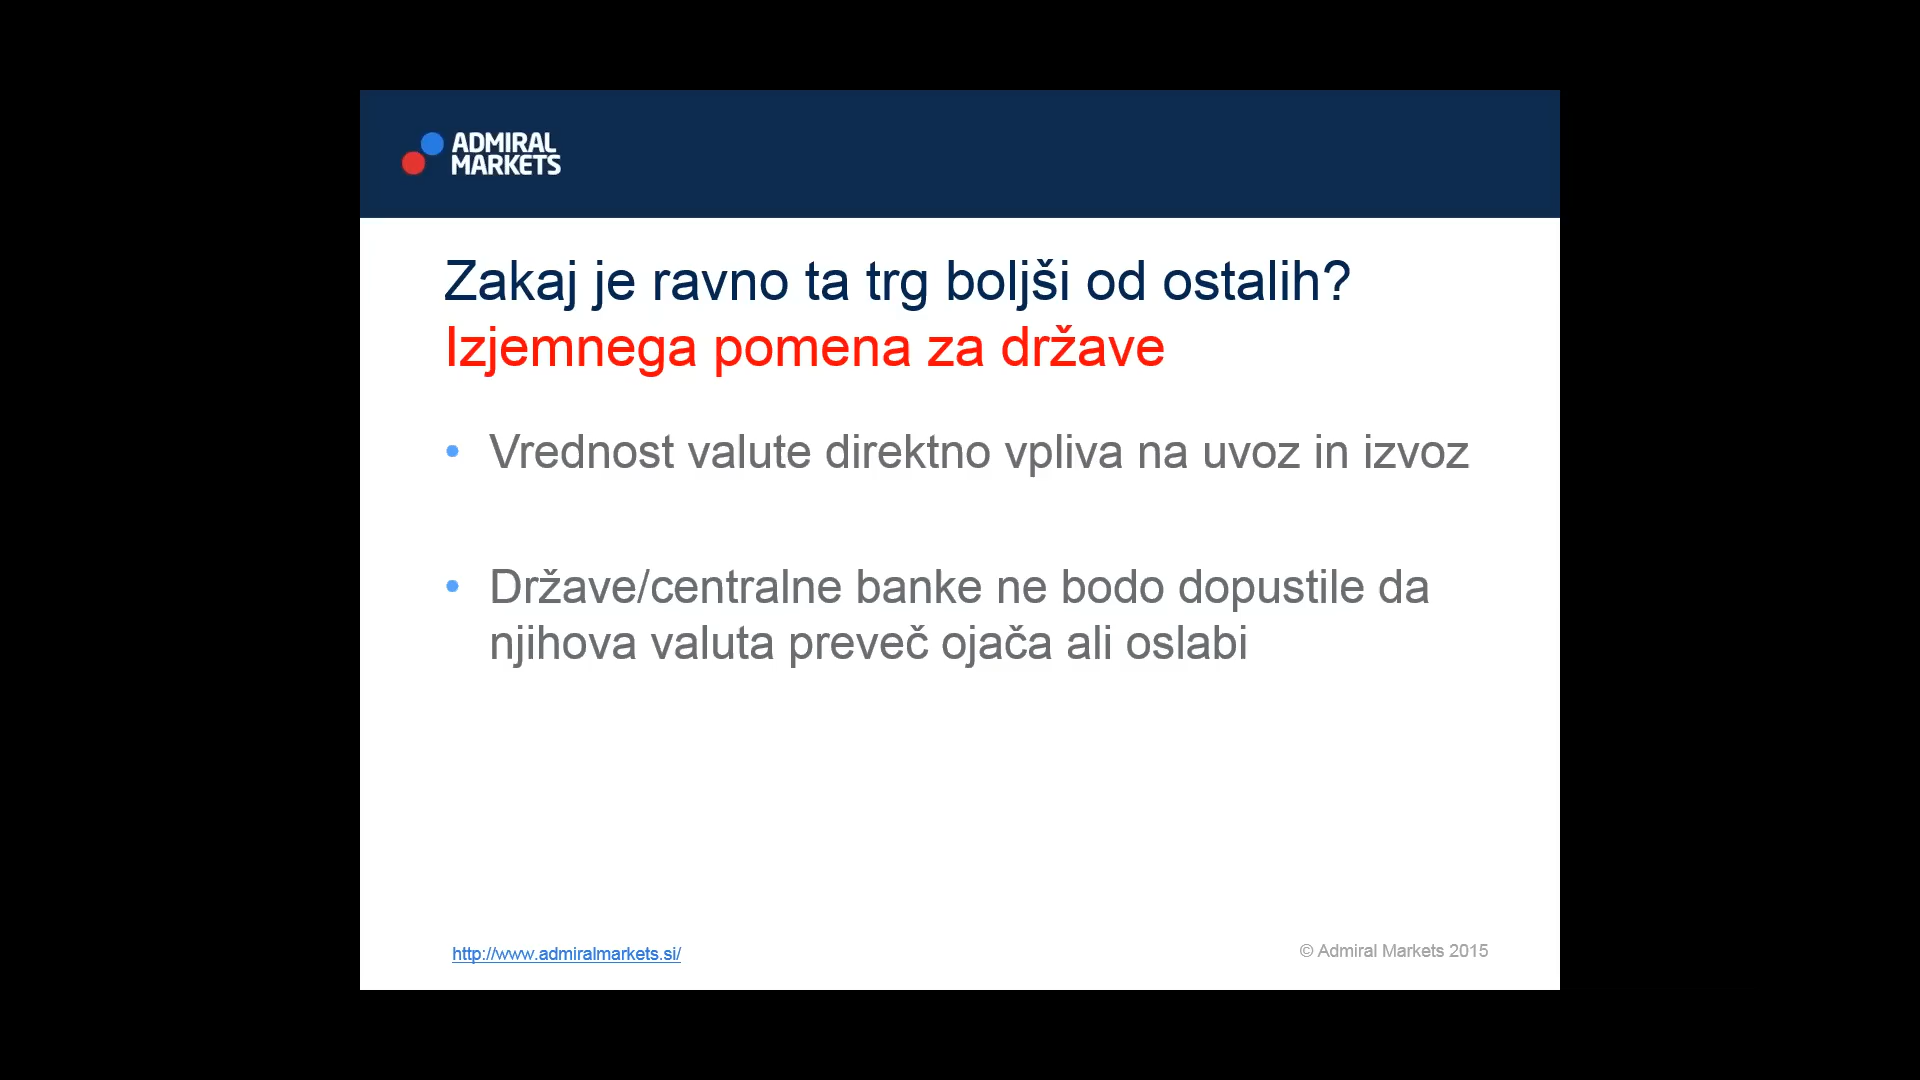 ADMIRAL
MARKETS
Zakaj je ravno ta trg boljši od ostalih?
Izjemnega pomena za države
• Vrednost valute direktno vpliva na uvoz in izvoz
• Države/centralne banke ne bodo dopustile da
njihova valuta preveč ojača ali oslabi
http://www.admiralmarkets.si/
© Admiral Markets 2015